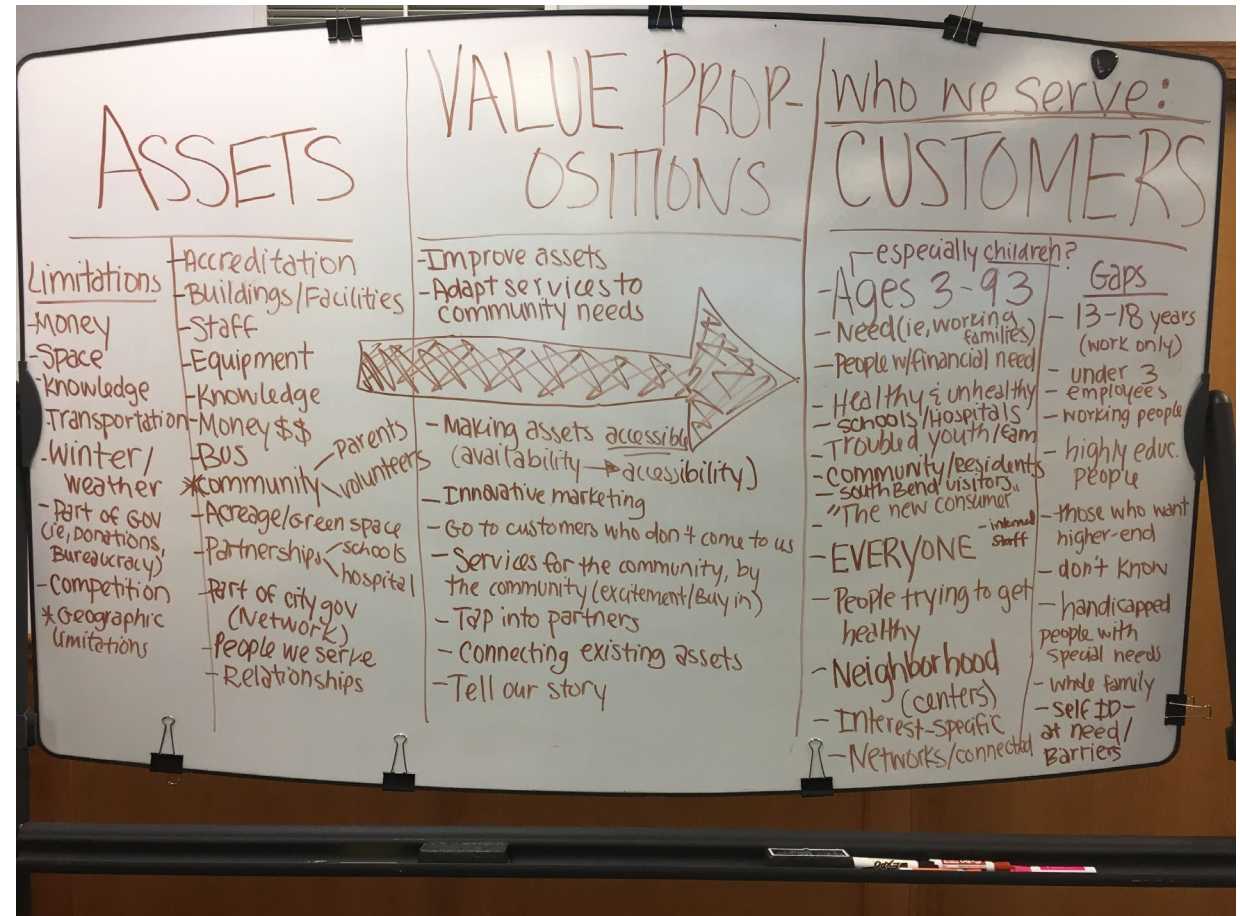 ASSETS
Limitations
-Money
-Space
-Knowledge
-Transportation
-Winter/
weather
-Part of Gov
(ie, Donations,
Bureaucracy)
-Competition
*Geographic
limitations
-Accreditation
-Buildings/Facilities
-Staff
-Equipment
-Knowledge
-Money $$
-Bus
*community
parents
volunteers
-Acreage/Green space
-Partnerships
schools
hospital
-Part of city gov
(Network)
-People we serve
-Relationships
VALUE PROP-
OSITIONS
-Improve assets
-Adapt services to
community needs
-Making assets accessible
(availability → accessibility)
-Innovative marketing
-Go to customers who don't come to us
-Services for the community, by
the community (excitement/Buy in)
-Tap into partners
-Connecting existing assets
-Tell our story
Who we serve:
CUSTOMERS
especially children?
-Ages 3-93
-Need (ie, working
families)
-People w/financial need
-Healthy & unhealthy
-schools/Hospitals
-Troubled youth/
-community/Residents
-South Bend/visitors
-"The new consumer"
-internal
staff
-EVERYONE
-People trying to get
healthy
-Neighborhood
(centers)
-Interest-specific
-Networks/connected
Gaps
-13-18 years
(work only)
-under 3
-employees
-working people
-highly educ.
people
-those who want
higher-end
-don't know
-handicapped
people with
special needs
-whole family
-self ID-
at need/
Barriers